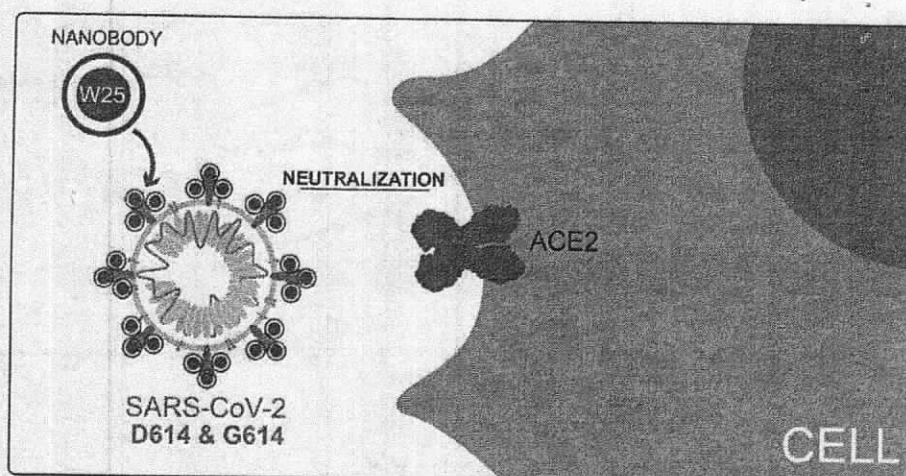 NANOBODY
W25
NEUTRALIZATION
ACE2
SARS-CoV-2
D614 & G614
CELL